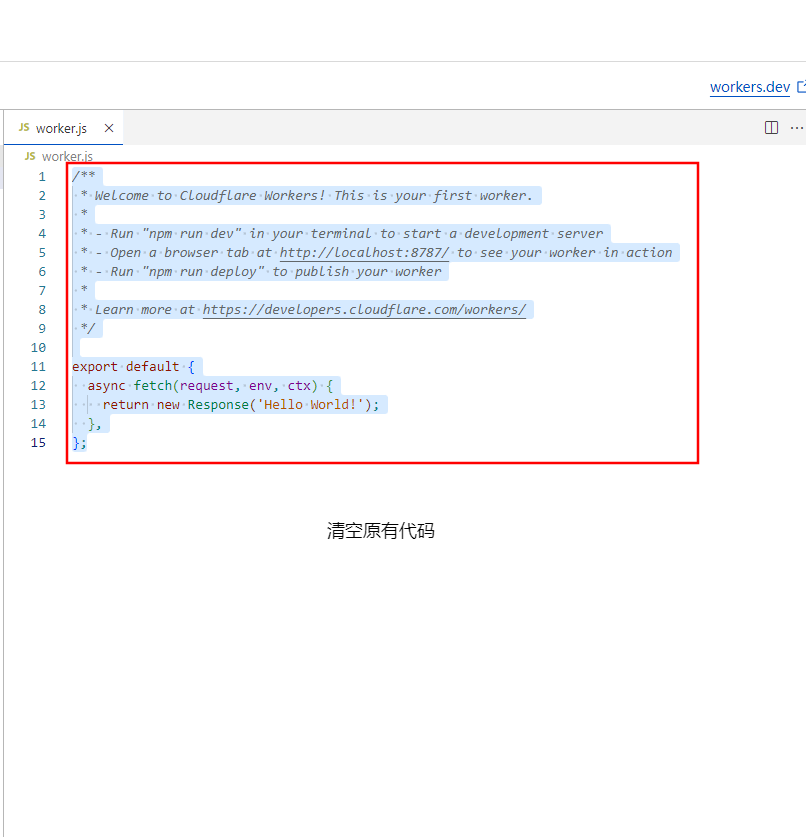 workers.dev
JS worker.js
JS worker.js
1 /**
2 * Welcome to Cloudflare Workers! This is your first worker.
3 *
4 * - Run "npm run dev" in your terminal to start a development server
5 * - Open a browser tab at http://localhost:8787/ to see your worker in action
6 * - Run "npm run deploy" to publish your worker
7 *
8 * Learn more at https://developers.cloudflare.com/workers/
9 */
10
11 export default {
12 async fetch(request, env, ctx) {
13 return new Response('Hello World!');
14 },
15 };
清空原有代码